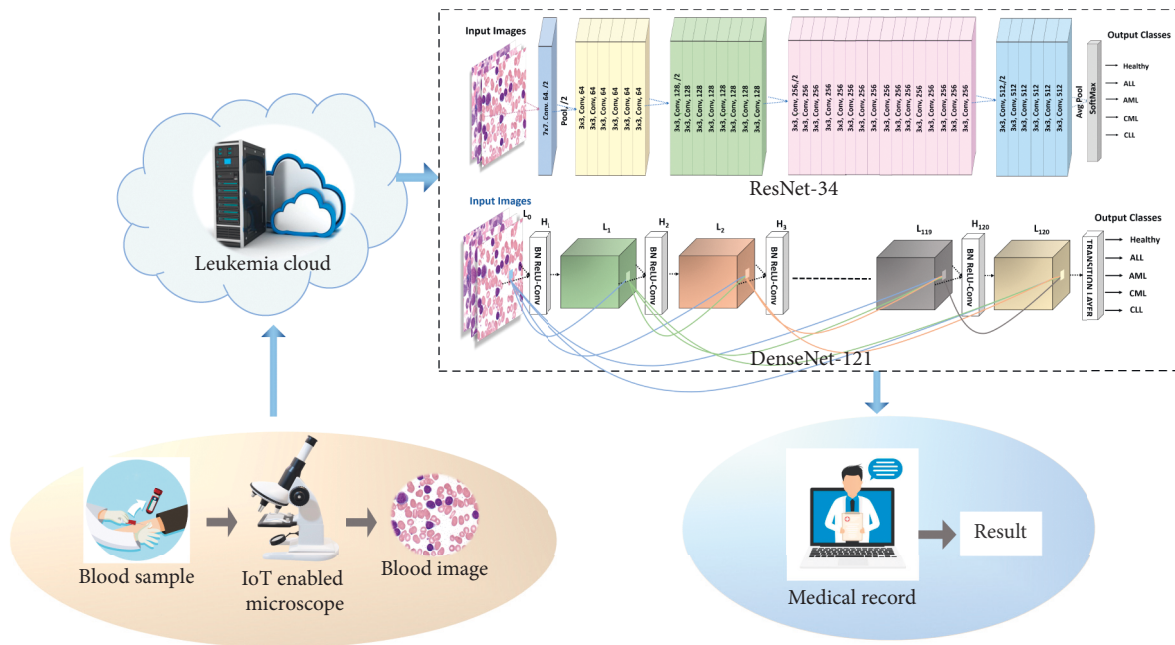 Input Images
7x7, Conv, 64, /2
Pool, /2
3x3, Conv, 64
3x3, Conv, 64
3x3, Conv, 64
3x3, Conv, 64
3x3, Conv, 64
3x3, Conv, 64
3x3, Conv, 128, /2
3x3, Conv, 128
3x3, Conv, 128
3x3, Conv, 128
3x3, Conv, 128
3x3, Conv, 128
3x3, Conv, 128
3x3, Conv, 128
3x3, Conv, 256,/2
3x3, Conv, 256
3x3, Conv, 256
3x3, Conv, 256
3x3, Conv, 256
3x3, Conv, 256
3x3, Conv, 256
3x3, Conv, 256
3x3, Conv, 256
3x3, Conv, 256
3x3, Conv, 256
3x3, Conv, 256
3x3, Conv, 512,/2
3x3, Conv, 512
3x3, Conv, 512
3x3, Conv, 512
3x3, Conv, 512
3x3, Conv, 512
Avg Pool
SoftMax
Output Classes
Healthy
ALL
AML
CML
CLL
ResNet-34
Input Images
L0
H1
BN ReLU-Conv
L1
H2
BN ReLU-Conv
L2
H3
BN ReLU-Conv
L119
H120
BN ReLU-Conv
L120
TRANSITIN LAYER
Output Classes
Healthy
ALL
AML
CML
CLL
DenseNet-121
Leukemia cloud
Blood sample
IoT enabled
microscope
Blood image
Medical record
Result